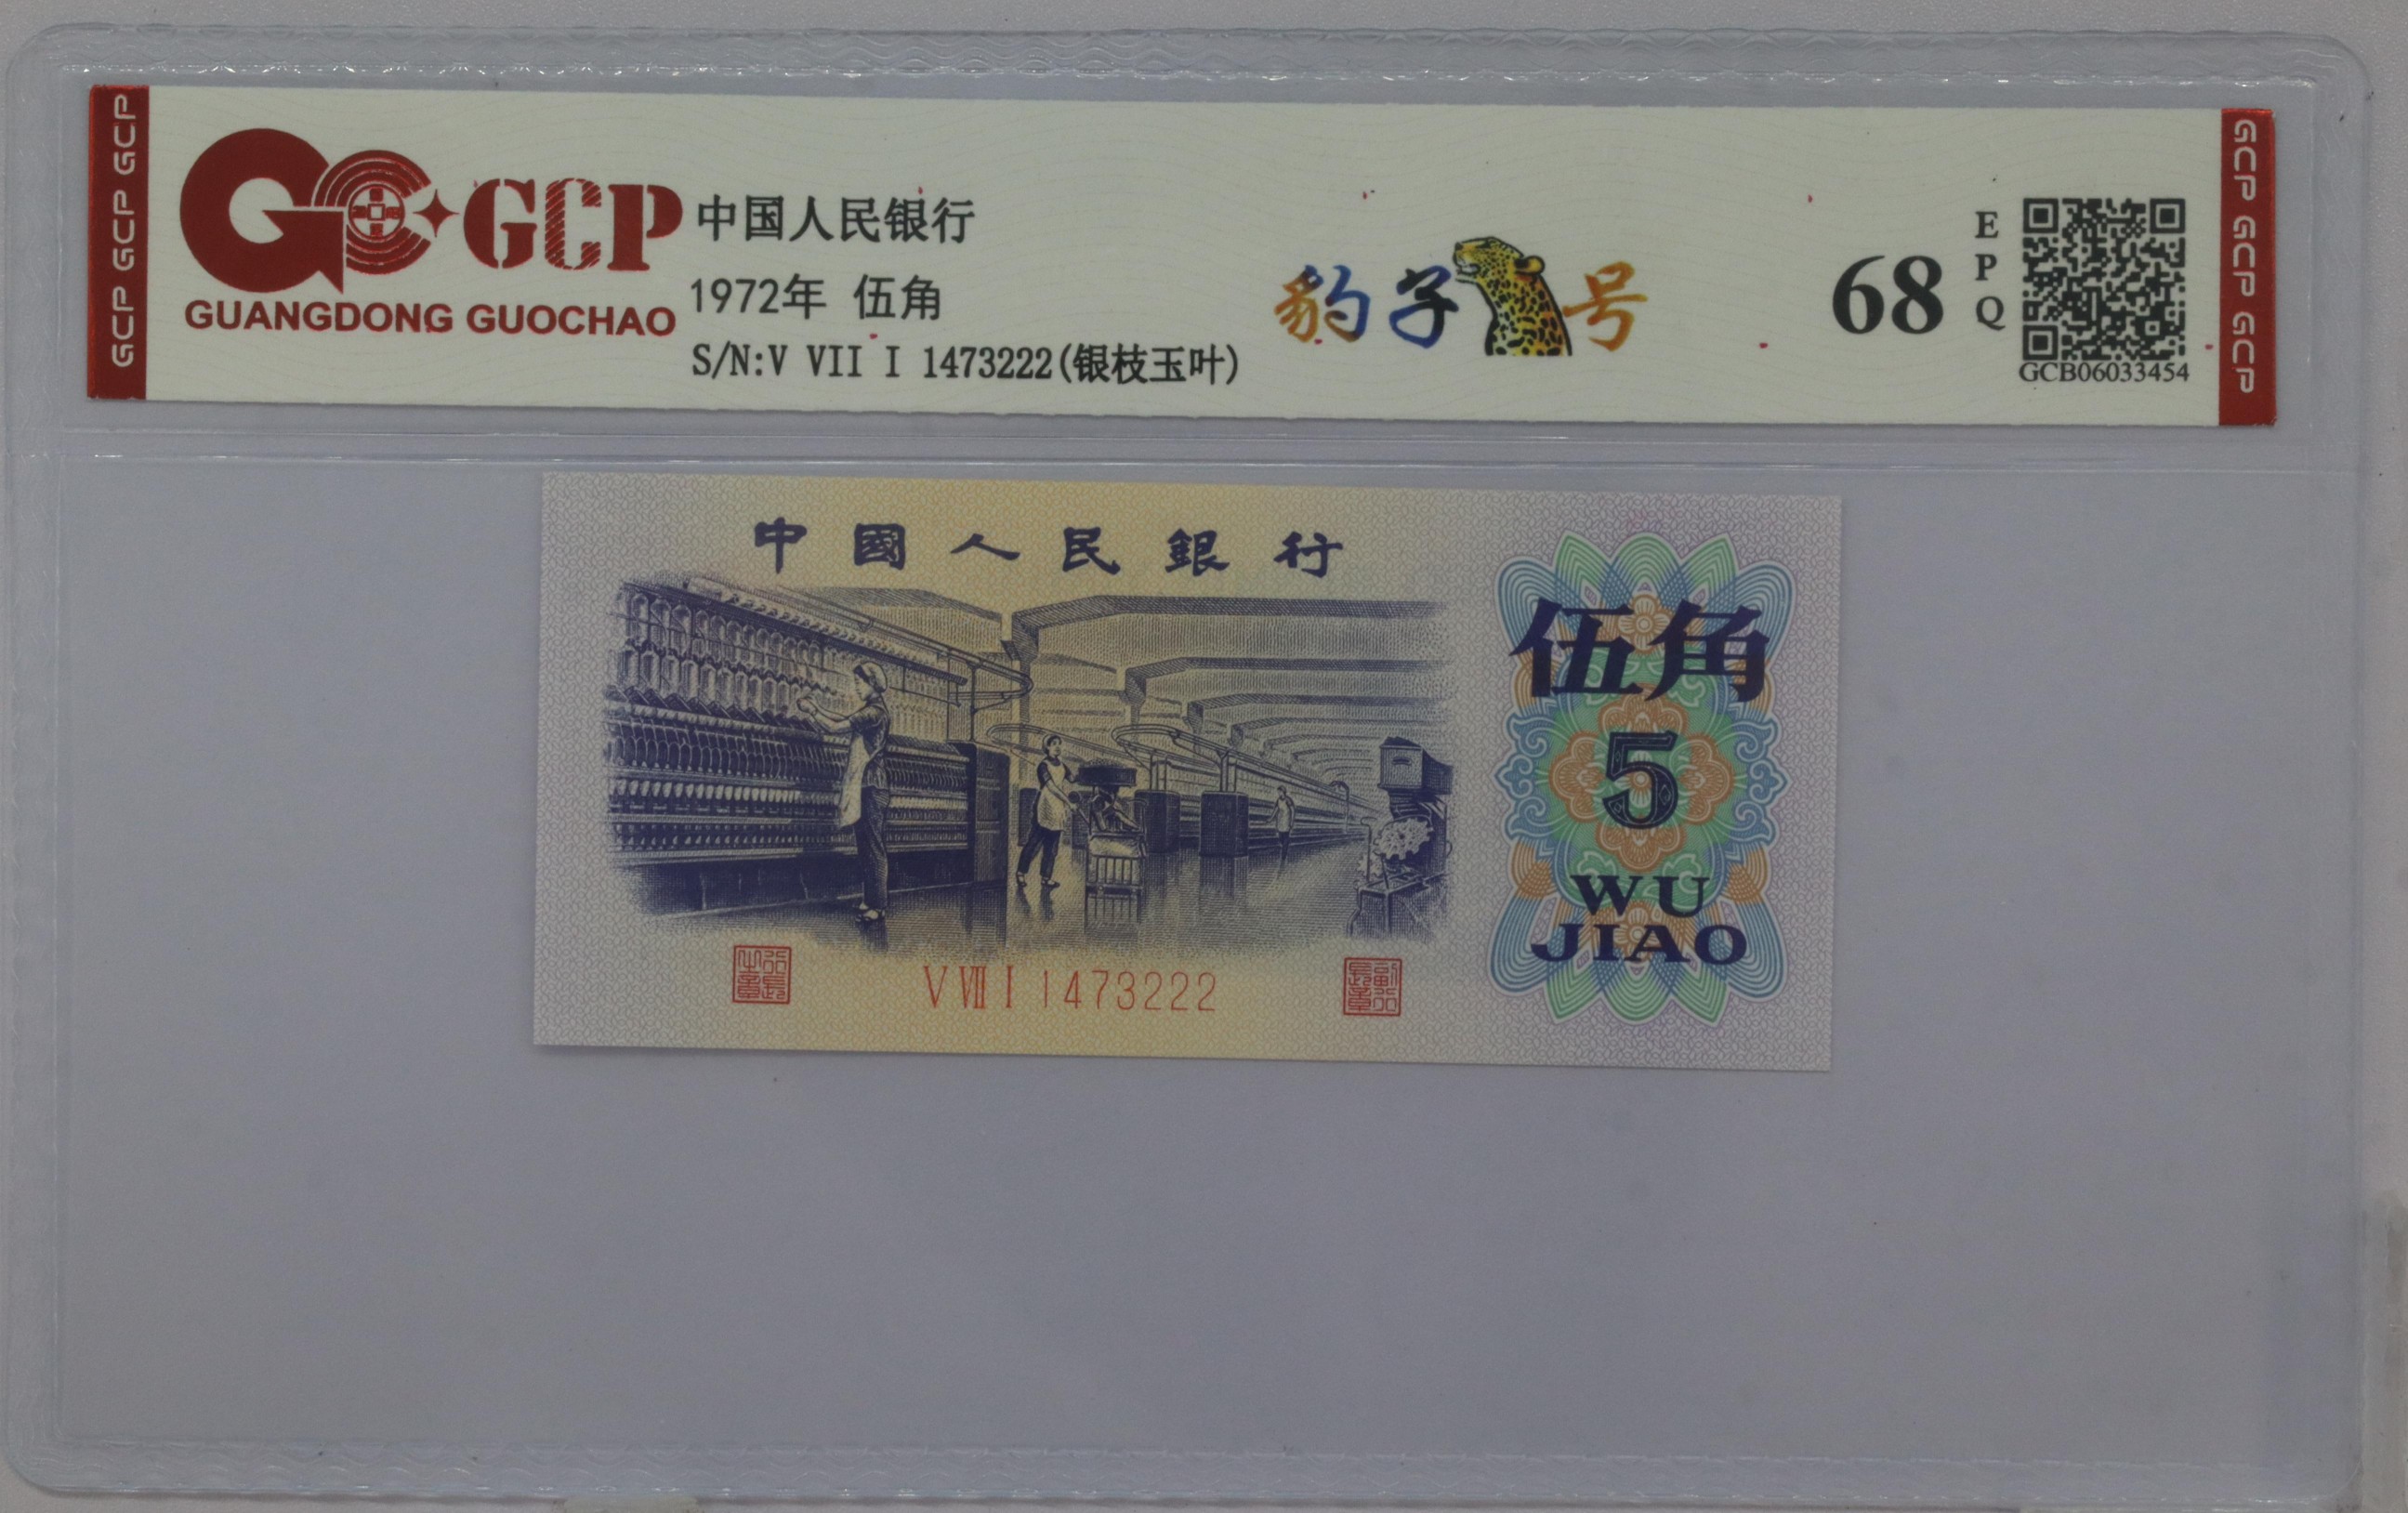 GCP GCP GCP
GCP
GUANGDONG GUOCHAO
中国人民银行
1972年 伍角
S/N:V VII I 1473222(银枝玉叶)
豹子号
68
EPQ
GCB06033454
GCP GCP GCP
中國人民銀行
伍角
5
WU
JIAO
V VII I 1473222